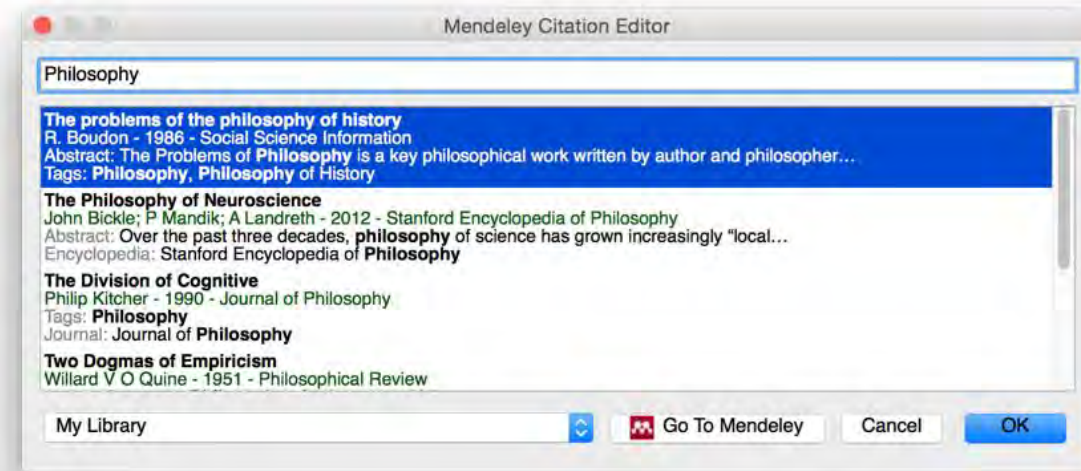 Mendeley Citation Editor
Philosophy
The problems of the philosophy of history
R. Boudon - 1986 - Social Science Information
Abstract: The Problems of Philosophy is a key philosophical work written by author and philosopher...
Tags: Philosophy, Philosophy of History
The Philosophy of Neuroscience
John Bickle; P Mandik; A Landreth - 2012 - Stanford Encyclopedia of Philosophy
Abstract: Over the past three decades, philosophy of science has grown increasingly “local...
Encyclopedia: Stanford Encyclopedia of Philosophy
The Division of Cognitive
Philip Kitcher - 1990 - Journal of Philosophy
Tags: Philosophy
Journal: Journal of Philosophy
Two Dogmas of Empiricism
Willard V O Quine - 1951 - Philosophical Review
My Library
Go To Mendeley
Cancel
OK